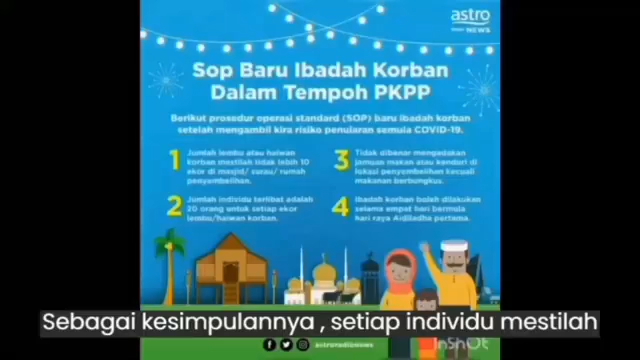 astro
RADIO NEWS
Sop Baru Ibadah Korban
Dalam Tempoh PKPP
Berikut prosedur operasi standard (SOP) baru ibadah korban
setelah mengambil kira risiko penularan semula COVID-19.
1 Jumlah lembu atau haiwan
korban mestilah tidak lebih 10
ekor di masjid/ surau/ rumah
penyembelihan.
2 Jumlah individu terlibat adalah
20 orang untuk setiap ekor
lembu/haiwan korban.
3 Tidak dibenar mengadakan
jamuan makan atau kenduri di
lokasi penyembelihan kecuali
makanan berbungkus.
4 Ibadah korban boleh dilakukan
selama empat hari bermula
hari raya Aidiladha pertama.
Sebagai kesimpulannya , setiap individu mestilah
astroradionews
InShOt